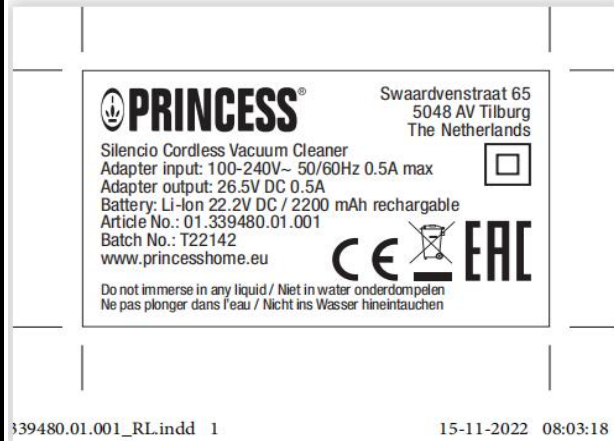 PRINCESS®
Swaardvenstraat 65
5048 AV Tilburg
The Netherlands
Silencio Cordless Vacuum Cleaner
Adapter input: 100-240V~ 50/60Hz 0.5A max
Adapter output: 26.5V DC 0.5A
Battery: Li-Ion 22.2V DC / 2200 mAh rechargable
Article No.: 01.339480.01.001
Batch No.: T22142
www.princesshome.eu
CE EAC
Do not immerse in any liquid / Niet in water onderdompelen
Ne pas plonger dans l'eau / Nicht ins Wasser hineintauchen
339480.01.001_RL.indd 1
15-11-2022 08:03:18